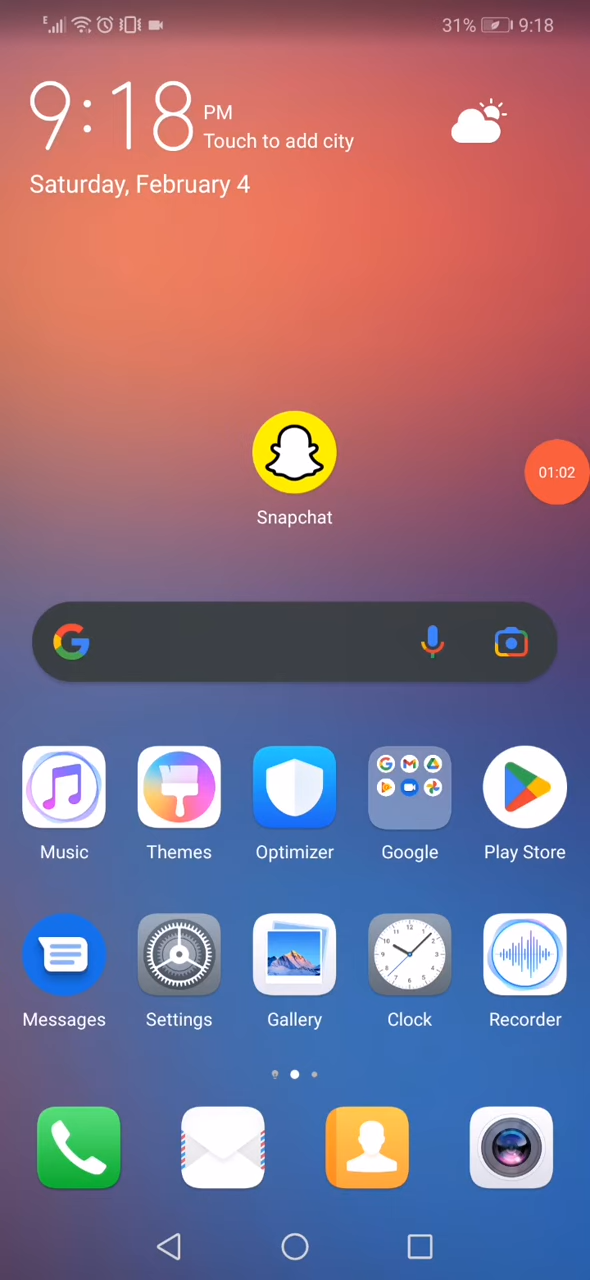 E 31% 9:18
9:18 PM
Touch to add city
Saturday, February 4
Snapchat
01:02
G
Music Themes Optimizer Google Play Store
Messages Settings Gallery Clock Recorder